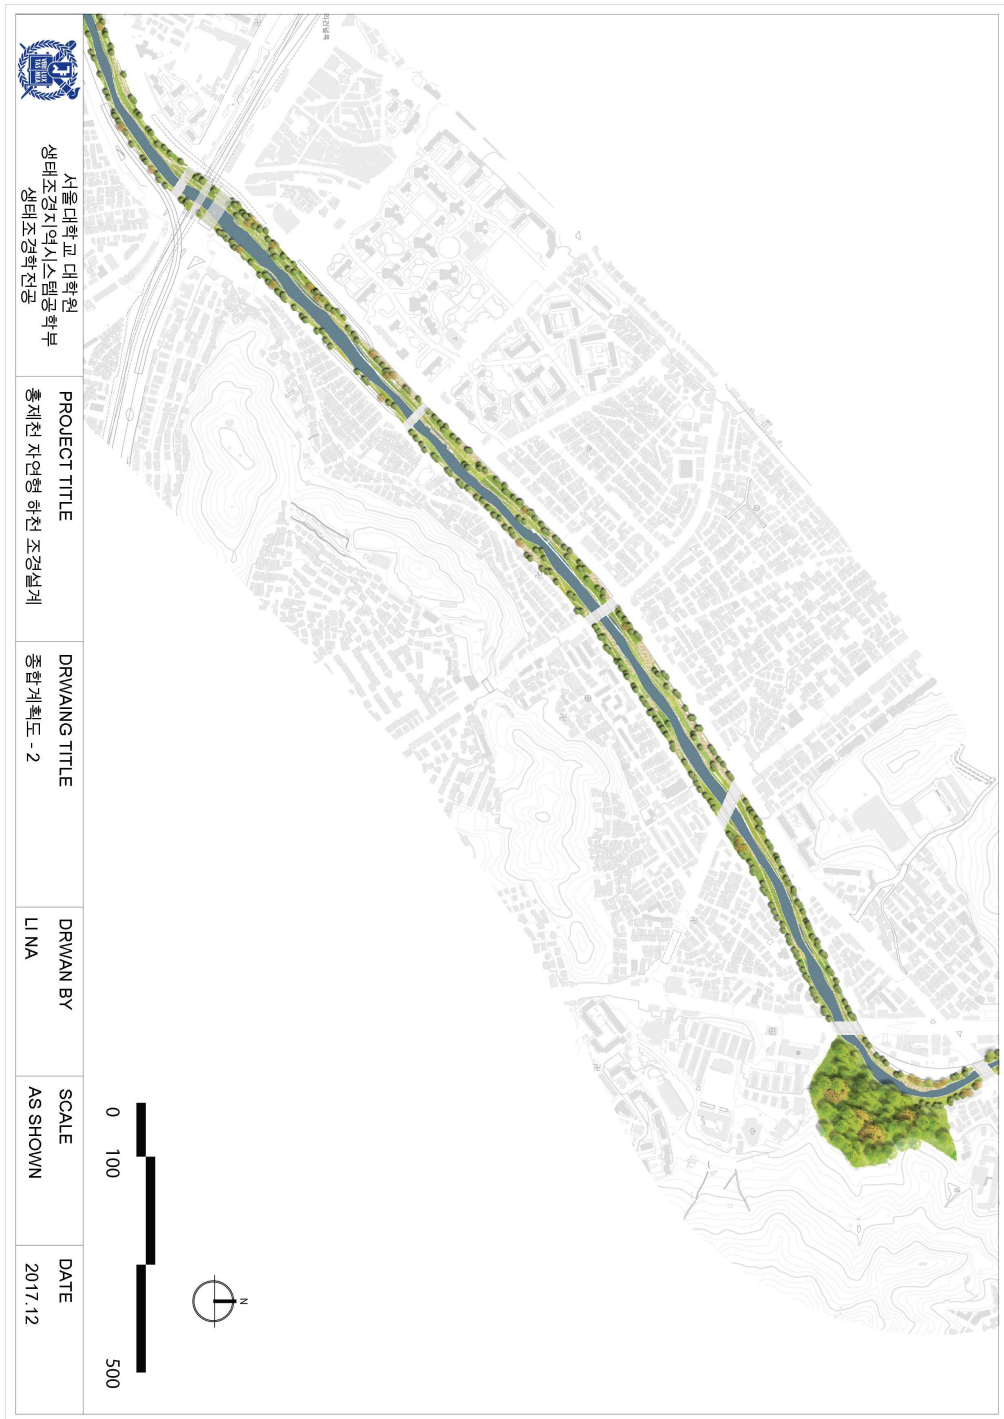 서울대학교 대학원
생태조경지역시스템공학부
생태조경학전공
PROJECT TITLE
홍제천 자연형 하천 조경설계
DRWAING TITLE
종합계획도 - 2
DRWAN BY
LI NA
SCALE
AS SHOWN
DATE
2017.12
0 100 500
N